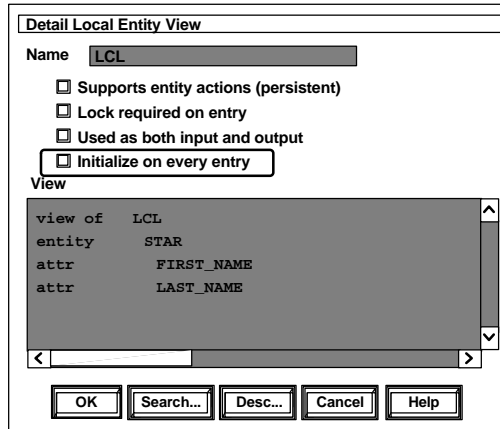 Detail Local Entity View
Name LCL
Supports entity actions (persistent)
Lock required on entry
Used as both input and output
Initialize on every entry
View
view of LCL
entity STAR
attr FIRST_NAME
attr LAST_NAME
OK Search... Desc... Cancel Help